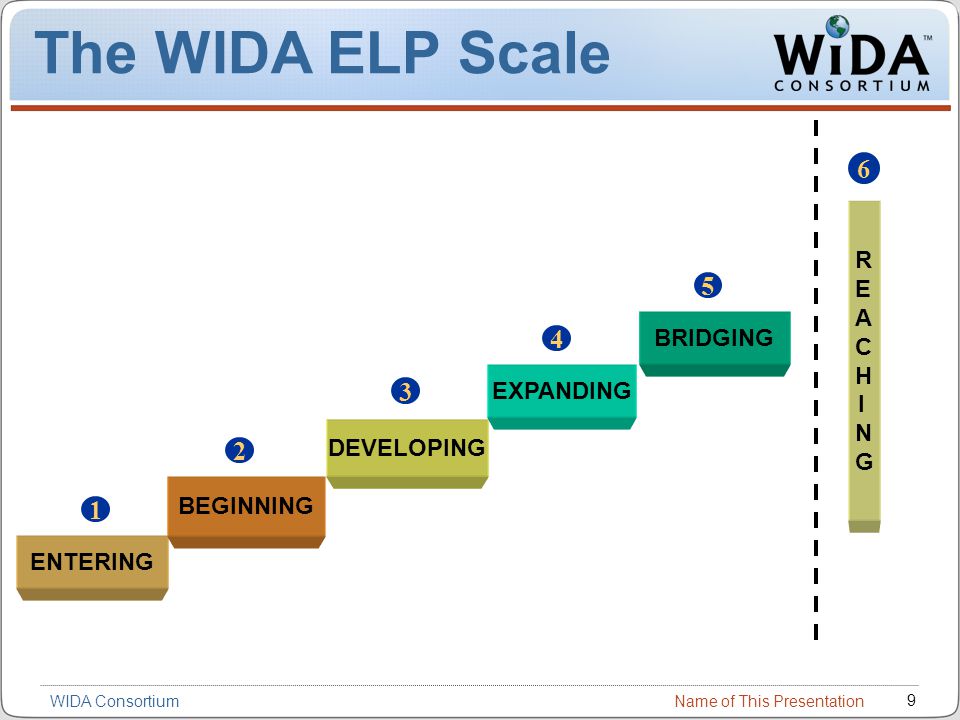 The WIDA ELP Scale
WiDA™
CONSORTIUM
6
REACHING
5
BRIDGING
4
EXPANDING
3
DEVELOPING
2
BEGINNING
1
ENTERING
WIDA Consortium
Name of This Presentation
9